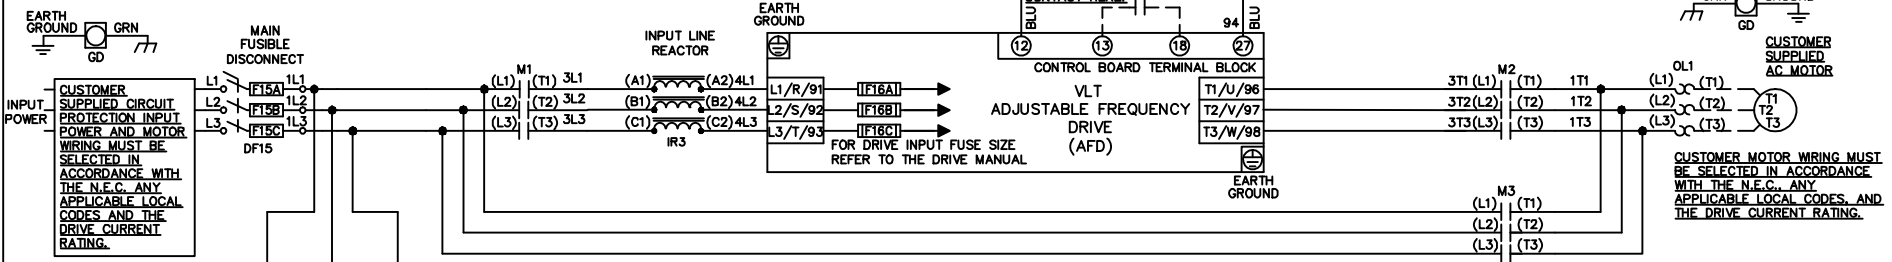 EARTH
GROUND
GRN
GD
MAIN
FUSIBLE
DISCONNECT
INPUT
POWER
CUSTOMER
SUPPLIED CIRCUIT
PROTECTION INPUT
POWER AND MOTOR
WIRING MUST BE
SELECTED IN
ACCORDANCE WITH
THE N.E.C. ANY
APPLICABLE LOCAL
CODES AND THE
DRIVE CURRENT
RATING.
L1 F15A 1L1
L2 F15B 1L2
L3 F15C 1L3
DF15
M1
(L1) (T1) 3L1
(L2) (T2) 3L2
(L3) (T3) 3L3
INPUT LINE
REACTOR
(A1) (A2) 4L1
(B1) (B2) 4L2
(C1) (C2) 4L3
IR3
EARTH
GROUND
L1/R/91
L2/S/92
L3/T/93
F16A
F16B
F16C
FOR DRIVE INPUT FUSE SIZE
REFER TO THE DRIVE MANUAL
BLU
94
BLU
12 13 18 27
CONTROL BOARD TERMINAL BLOCK
VLT
ADJUSTABLE FREQUENCY
DRIVE
(AFD)
T1/U/96
T2/V/97
T3/W/98
EARTH
GROUND
M2
3T1 (L1) (T1) 1T1
3T2 (L2) (T2) 1T2
3T3 (L3) (T3) 1T3
M3
(L1) (T1)
(L2) (T2)
(L3) (T3)
GD
CUSTOMER
SUPPLIED
AC MOTOR
OL1
(L1) (T1)
(L2) (T2)
(L3) (T3)
T1
T2
T3
CUSTOMER MOTOR WIRING MUST
BE SELECTED IN ACCORDANCE
WITH THE N.E.C., ANY
APPLICABLE LOCAL CODES, AND
THE DRIVE CURRENT RATING.